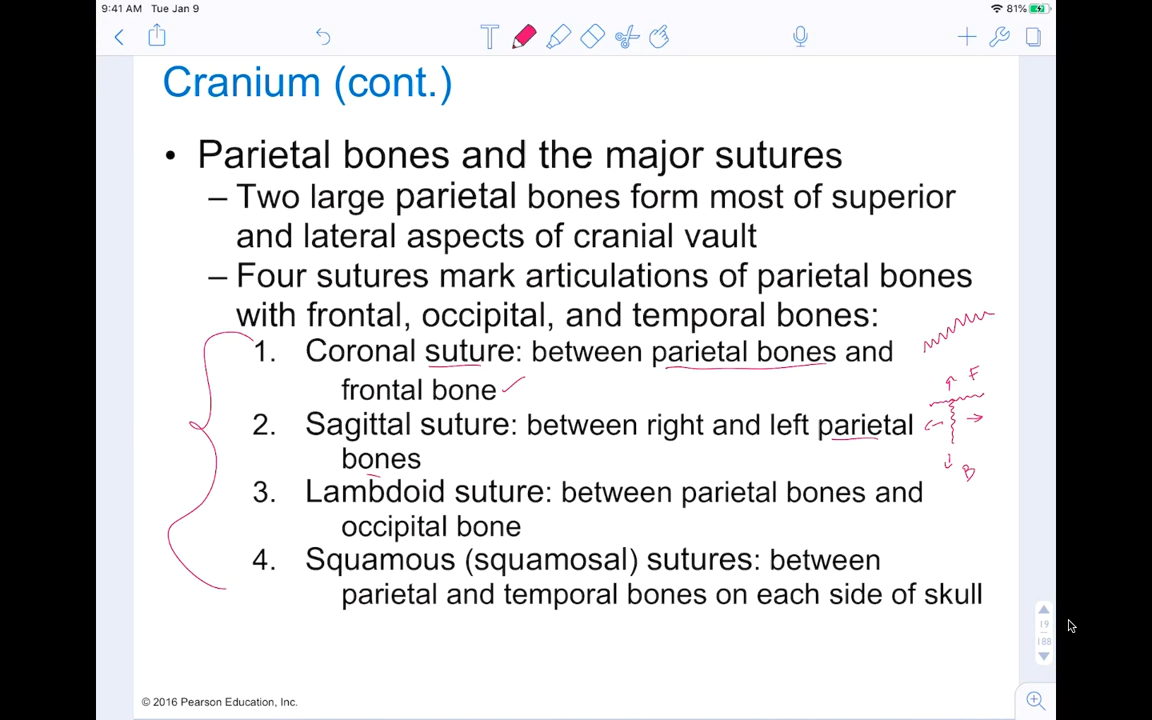 9:41 AM Tue Jan 9
81%
T
Cranium (cont.)
• Parietal bones and the major sutures
– Two large parietal bones form most of superior
and lateral aspects of cranial vault
– Four sutures mark articulations of parietal bones
with frontal, occipital, and temporal bones:
1. Coronal suture: between parietal bones and
frontal bone
F
2. Sagittal suture: between right and left parietal
bones
B
3. Lambdoid suture: between parietal bones and
occipital bone
4. Squamous (squamosal) sutures: between
parietal and temporal bones on each side of skull
19
188
© 2016 Pearson Education, Inc.